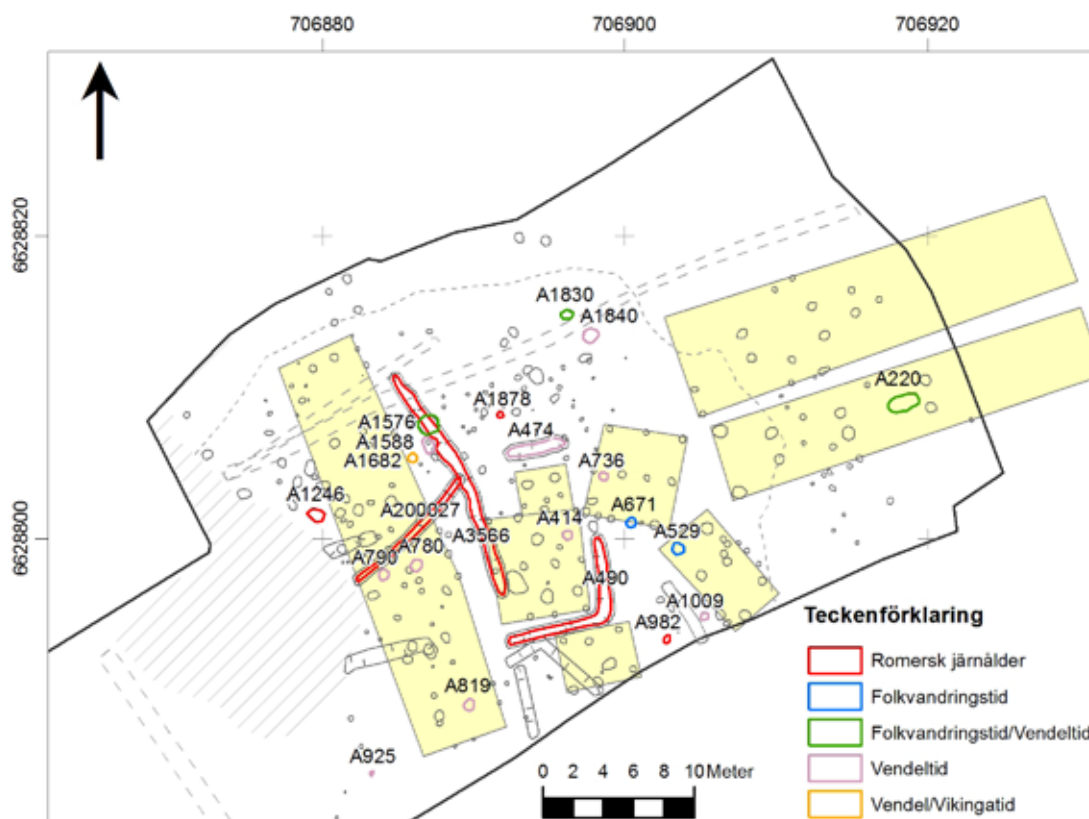 706880
706900
706920
6628820
6628800
A1830
A1840
A220
A1576
A1878
A1588
A474
A1682
A736
A1246
A200027
A671
A3566
A414
A529
A780
A790
A490
A1009
A982
A819
A925
0 2 4 6 8 10 Meter
Teckenförklaring
Romersk järnålder
Folkvandringstid
Folkvandringstid/Vendeltid
Vendeltid
Vendel/Vikingatid